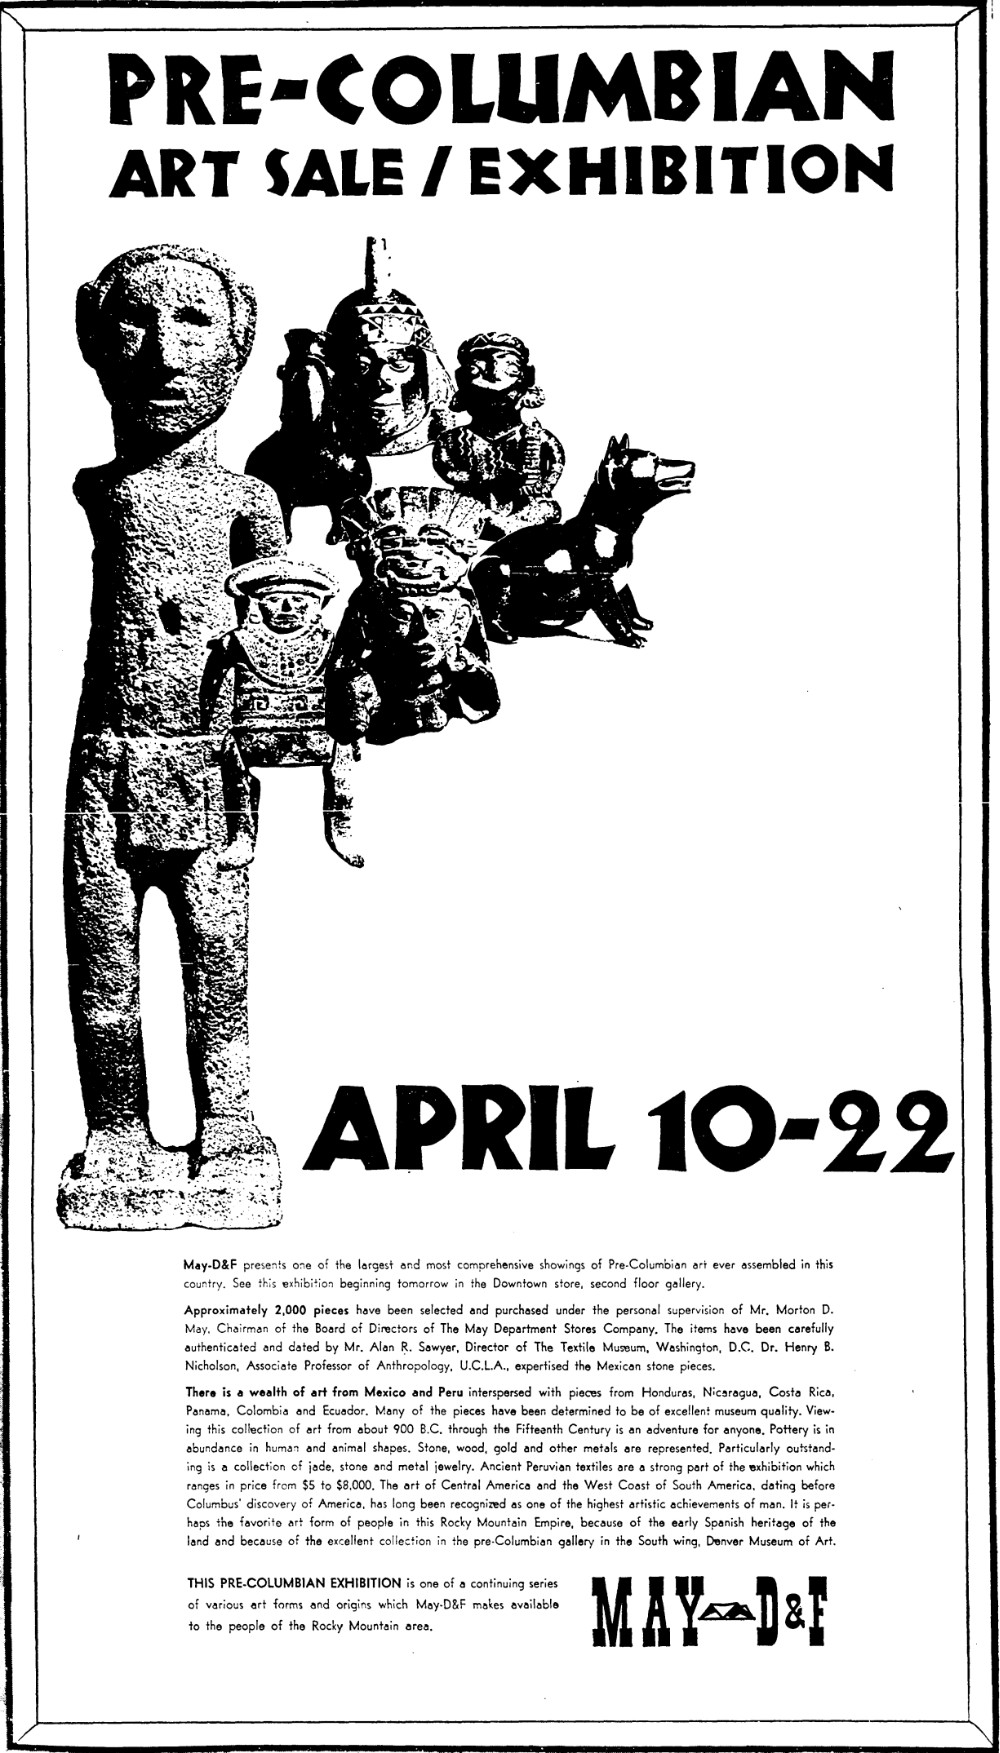 PRE-COLUMBIAN
ART SALE / EXHIBITION
APRIL 10-22
May-D&F presents one of the largest and most comprehensive showings of Pre-Columbian art ever assembled in this
country. See this exhibition beginning tomorrow in the Downtown store, second floor gallery.
Approximately 2,000 pieces have been selected and purchased under the personal supervision of Mr. Morton D.
May, Chairman of the Board of Directors of The May Department Stores Company. The items have been carefully
authenticated and dated by Mr. Alan R. Sawyer, Director of The Textile Museum, Washington, D.C. Dr. Henry B.
Nicholson, Associate Professor of Anthropology, U.C.L.A., expertised the Mexican stone pieces.
There is a wealth of art from Mexico and Peru interspersed with pieces from Honduras, Nicaragua, Costa Rica,
Panama, Colombia and Ecuador. Many of the pieces have been determined to be of excellent museum quality. View-
ing this collection of art from about 900 B.C. through the Fifteenth Century is an adventure for anyone. Pottery is in
abundance in human and animal shapes. Stone, wood, gold and other metals are represented. Particularly outstand-
ing is a collection of jade, stone and metal jewelry. Ancient Peruvian textiles are a strong part of the exhibition which
ranges in price from $5 to $8,000. The art of Central America and the West Coast of South America, dating before
Columbus' discovery of America, has long been recognized as one of the highest artistic achievements of man. It is per-
haps the favorite art form of people in this Rocky Mountain Empire, because of the early Spanish heritage of the
land and because of the excellent collection in the pre-Columbian gallery in the South wing, Denver Museum of Art.
THIS PRE-COLUMBIAN EXHIBITION is one of a continuing series
of various art forms and origins which May-D&F makes available
to the people of the Rocky Mountain area.
MAY D&F